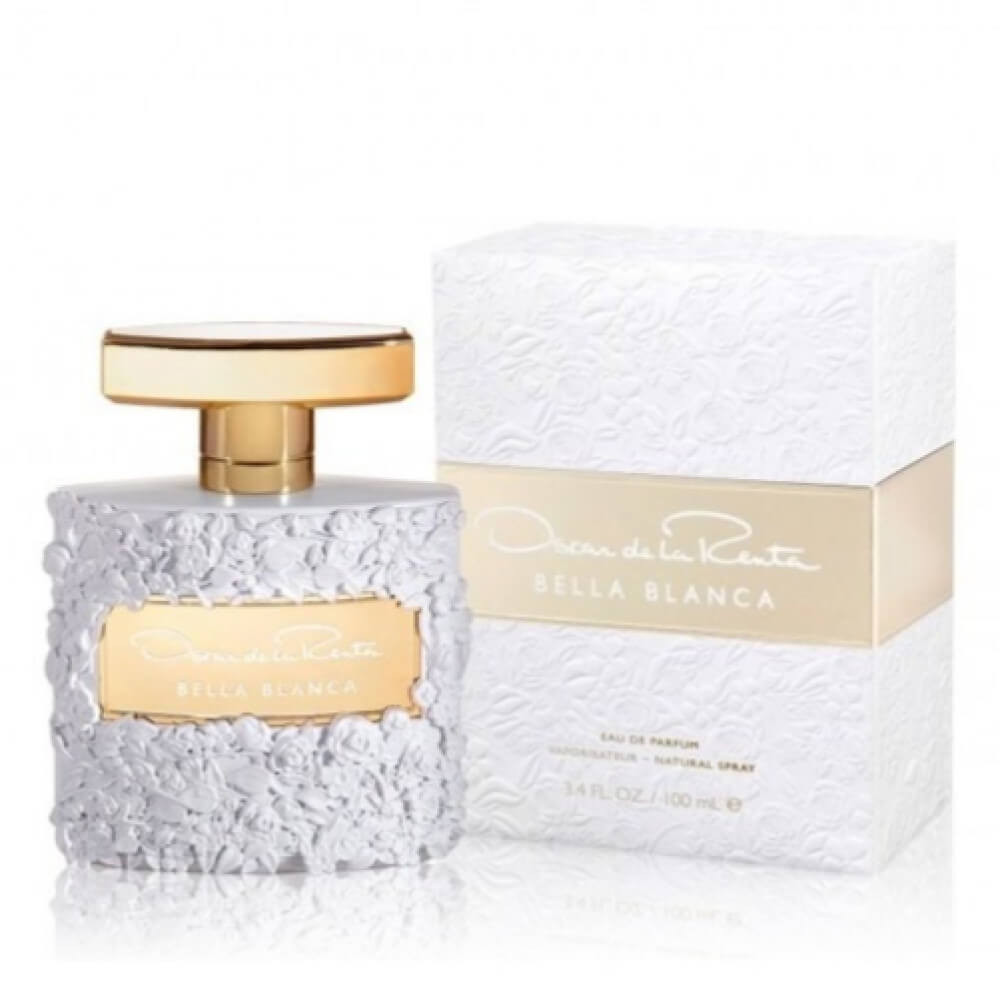 Oscar de la Renta
BELLA BLANCA
Oscar de la Renta
BELLA BLANCA
EAU DE PARFUM
VAPORISATEUR – NATURAL SPRAY
3.4 FL. OZ. / 100 mL ℮